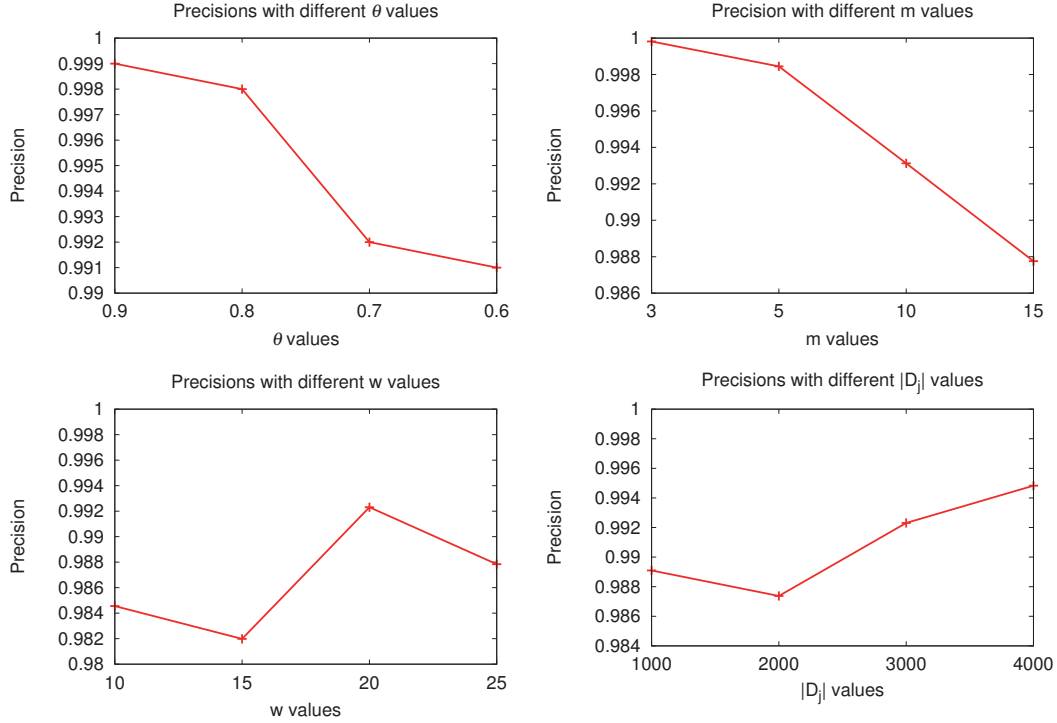 Precisions with different θ values
1
0.999
0.998
0.997
0.996
0.995
0.994
0.993
0.992
0.991
0.99
Precision
0.9 0.8 0.7 0.6
θ values
Precision with different m values
1
0.998
0.996
0.994
0.992
0.99
0.988
0.986
Precision
3 5 10 15
m values
Precisions with different w values
1
0.998
0.996
0.994
0.992
0.99
0.988
0.986
0.984
0.982
0.98
Precision
10 15 20 25
w values
Precisions with different |D_j| values
1
0.998
0.996
0.994
0.992
0.99
0.988
0.986
0.984
Precision
1000 2000 3000 4000
|D_j| values